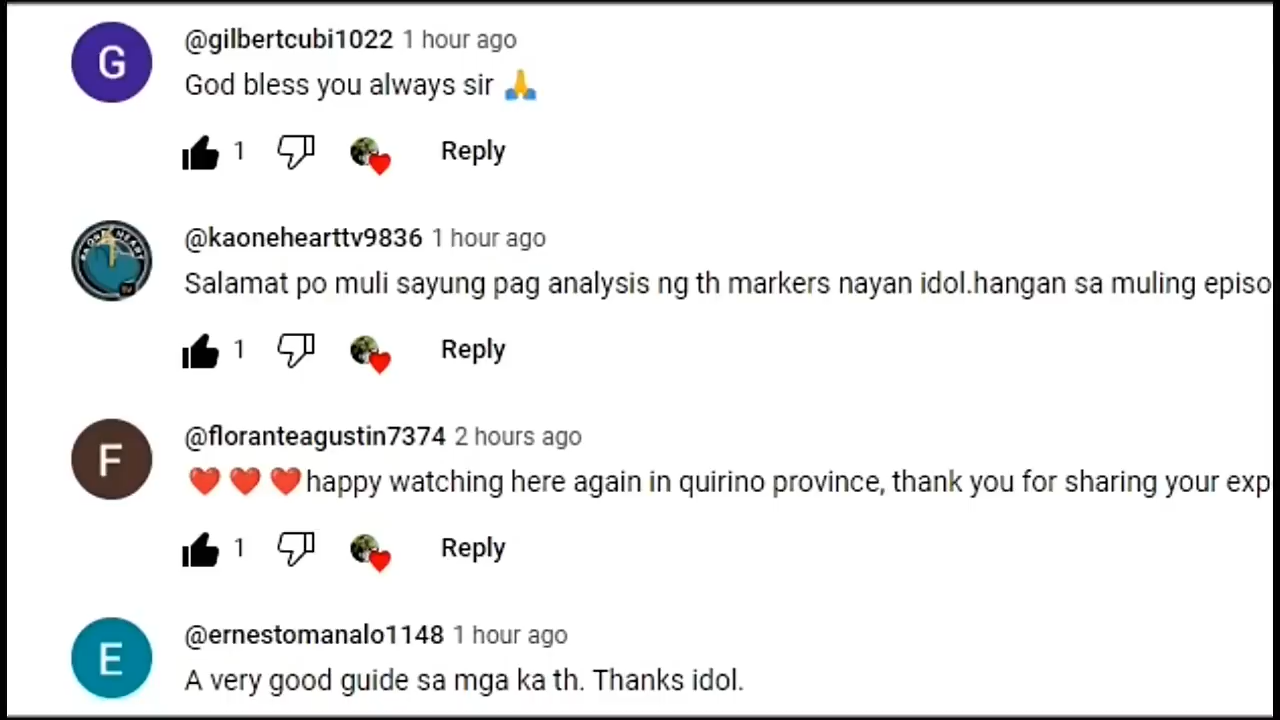 G
@gilbertcubi1022 1 hour ago
God bless you always sir 🙏
1 Reply
@kaonehearttv9836 1 hour ago
Salamat po muli sayung pag analysis ng th markers nayan idol.hangan sa muling episo
1 Reply
F
@floranteagustin7374 2 hours ago
❤️❤️❤️happy watching here again in quirino province, thank you for sharing your exp
1 Reply
E
@ernestomanalo1148 1 hour ago
A very good guide sa mga ka th. Thanks idol.